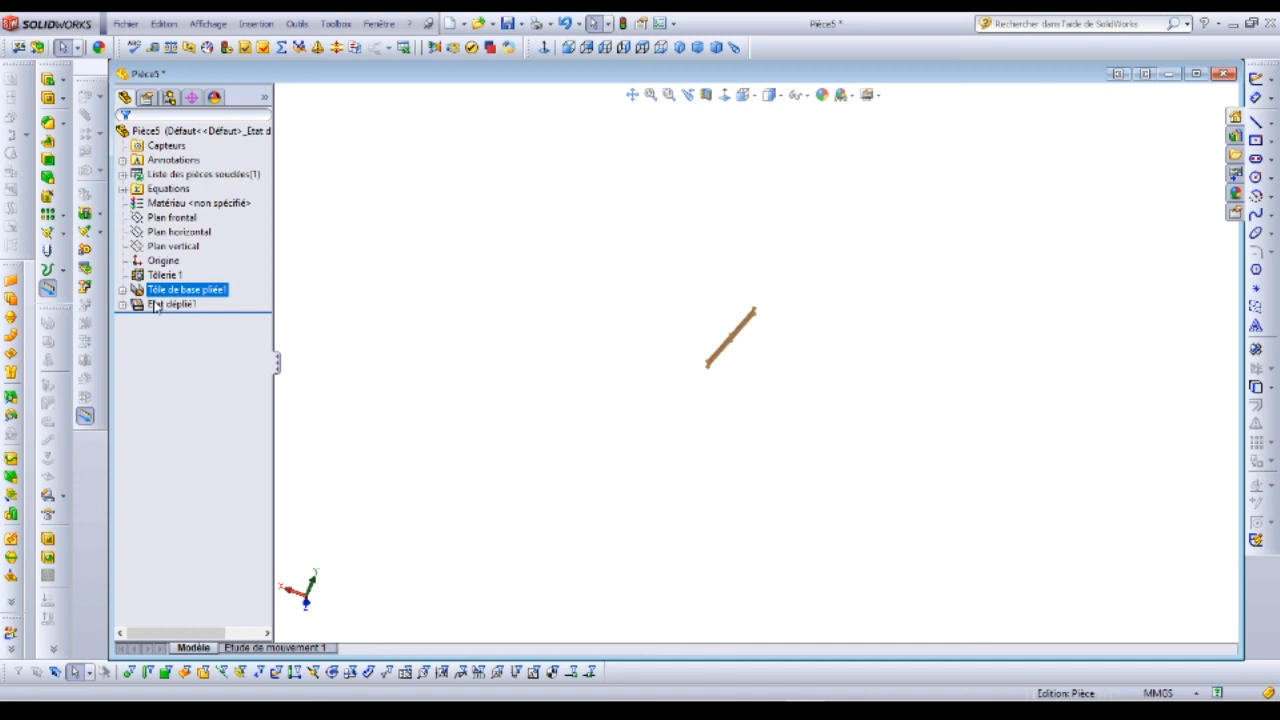 SOLIDWORKS Fichier Edition Affichage Insertion Outils Toolbox Fenêtre ? Pièce5 * Rechercher dans l'aide de SolidWorks
Pièce5 *
Pièce5 (Défaut<<Défaut>_Etat d
Capteurs
Annotations
Liste des pièces soudées(1)
Equations
Matériau <non spécifié>
Plan frontal
Plan horizontal
Plan vertical
Origine
Tôlerie 1
Tôle de base pliée1
Etat déplié1
Y
X
Z
Modèle Etude de mouvement 1
Edition: Pièce MMGS